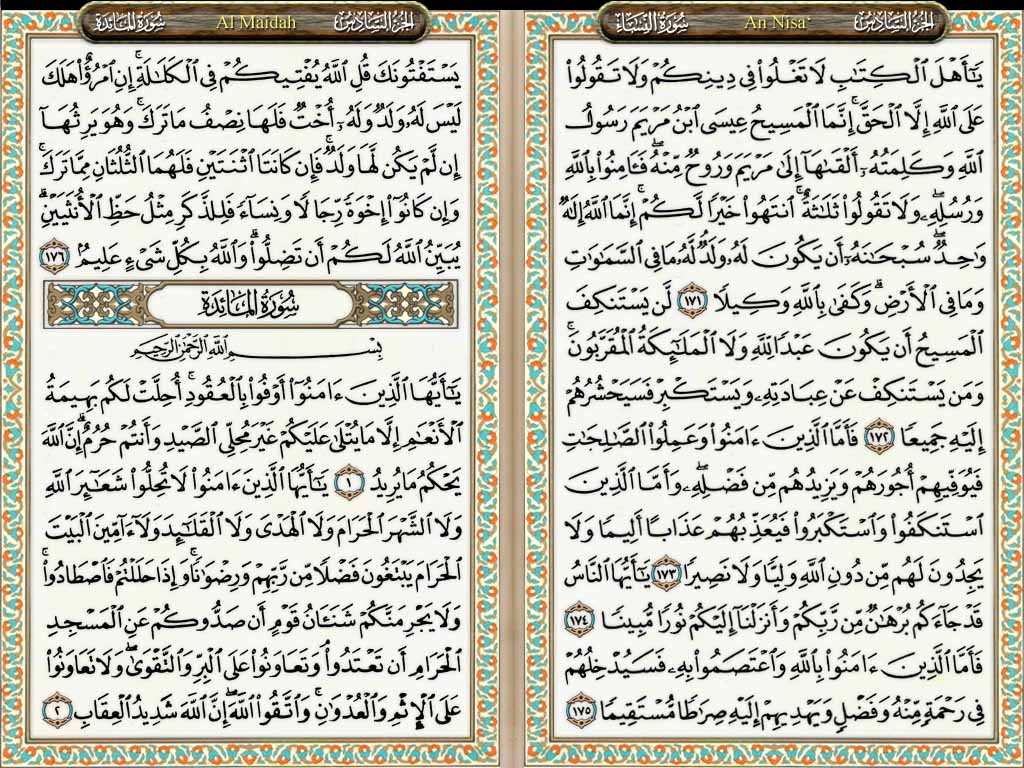 الجزء السادس An Nisa` سورة النساء
يَـٰٓأَهْلَ ٱلْكِتَـٰبِ لَا تَغْلُوا۟ فِى دِينِكُمْ وَلَا تَقُولُوا۟
عَلَى ٱللَّهِ إِلَّا ٱلْحَقَّ ۚ إِنَّمَا ٱلْمَسِيحُ عِيسَى ٱبْنُ مَرْيَمَ رَسُولُ
ٱللَّهِ وَكَلِمَتُهُۥٓ أَلْقَىٰهَآ إِلَىٰ مَرْيَمَ وَرُوحٌ مِّنْهُ ۖ فَـَٔامِنُوا۟ بِٱللَّهِ
وَرُسُلِهِۦ ۖ وَلَا تَقُولُوا۟ ثَلَـٰثَةٌ ۚ ٱنتَهُوا۟ خَيْرًا لَّكُمْ ۚ إِنَّمَا ٱللَّهُ إِلَـٰهٌ
وَٰحِدٌ ۖ سُبْحَـٰنَهُۥٓ أَن يَكُونَ لَهُۥ وَلَدٌ ۘ لَّهُۥ مَا فِى ٱلسَّمَـٰوَٰتِ
وَمَا فِى ٱلْأَرْضِ ۗ وَكَفَىٰ بِٱللَّهِ وَكِيلًا ١٧١ لَّن يَسْتَنكِفَ
ٱلْمَسِيحُ أَن يَكُونَ عَبْدًا لِّلَّهِ وَلَا ٱلْمَلَـٰٓئِكَةُ ٱلْمُقَرَّبُونَ ۚ
وَمَن يَسْتَنكِفْ عَنْ عِبَادَتِهِۦ وَيَسْتَكْبِرْ فَسَيَحْشُرُهُمْ
إِلَيْهِ جَمِيعًا ١٧٢ فَأَمَّا ٱلَّذِينَ ءَامَنُوا۟ وَعَمِلُوا۟ ٱلصَّـٰلِحَـٰتِ
فَيُوَفِّيهِمْ أُجُورَهُمْ وَيَزِيدُهُم مِّن فَضْلِهِۦ ۖ وَأَمَّا ٱلَّذِينَ
ٱسْتَنكَفُوا۟ وَٱسْتَكْبَرُوا۟ فَيُعَذِّبُهُمْ عَذَابًا أَلِيمًا وَلَا
يَجِدُونَ لَهُم مِّن دُونِ ٱللَّهِ وَلِيًّا وَلَا نَصِيرًا ١٧٣ يَـٰٓأَيُّهَا ٱلنَّاسُ
قَدْ جَآءَكُم بُرْهَـٰنٌ مِّن رَّبِّكُمْ وَأَنزَلْنَآ إِلَيْكُمْ نُورًا مُّبِينًا ١٧٤
فَأَمَّا ٱلَّذِينَ ءَامَنُوا۟ بِٱللَّهِ وَٱعْتَصَمُوا۟ بِهِۦ فَسَيُدْخِلُهُمْ
فِى رَحْمَةٍ مِّنْهُ وَفَضْلٍ وَيَهْدِيهِمْ إِلَيْهِ صِرَٰطًا مُّسْتَقِيمًا ١٧٥
الجزء السادس Al Maidah سورة المائدة
يَسْتَفْتُونَكَ قُلِ ٱللَّهُ يُفْتِيكُمْ فِى ٱلْكَلَـٰلَةِ ۚ إِنِ ٱمْرُؤٌا۟ هَلَكَ
لَيْسَ لَهُۥ وَلَدٌ وَلَهُۥٓ أُخْتٌ فَلَهَا نِصْفُ مَا تَرَكَ ۚ وَهُوَ يَرِثُهَآ
إِن لَّمْ يَكُن لَّهَا وَلَدٌ ۚ فَإِن كَانَتَا ٱثْنَتَيْنِ فَلَهُمَا ٱلثُّلُثَانِ مِمَّا تَرَكَ ۚ
وَإِن كَانُوٓا۟ إِخْوَةً رِّجَالًا وَنِسَآءً فَلِلذَّكَرِ مِثْلُ حَظِّ ٱلْأُنثَيَيْنِ ۗ
يُبَيِّنُ ٱللَّهُ لَكُمْ أَن تَضِلُّوا۟ ۗ وَٱللَّهُ بِكُلِّ شَىْءٍ عَلِيمٌۢ ١٧٦
سُورَةُ المَائِدَةِ
بِسْمِ ٱللَّهِ ٱلرَّحْمَـٰنِ ٱلرَّحِيمِ
يَـٰٓأَيُّهَا ٱلَّذِينَ ءَامَنُوٓا۟ أَوْفُوا۟ بِٱلْعُقُودِ ۚ أُحِلَّتْ لَكُم بَهِيمَةُ
ٱلْأَنْعَـٰمِ إِلَّا مَا يُتْلَىٰ عَلَيْكُمْ غَيْرَ مُحِلِّى ٱلصَّيْدِ وَأَنتُمْ حُرُمٌ ۗ إِنَّ ٱللَّهَ
يَحْكُمُ مَا يُرِيدُ ١ يَـٰٓأَيُّهَا ٱلَّذِينَ ءَامَنُوا۟ لَا تُحِلُّوا۟ شَعَـٰٓئِرَ ٱللَّهِ
وَلَا ٱلشَّهْرَ ٱلْحَرَامَ وَلَا ٱلْهَدْىَ وَلَا ٱلْقَلَـٰٓئِدَ وَلَآ ءَآمِّينَ ٱلْبَيْتَ
ٱلْحَرَامَ يَبْتَغُونَ فَضْلًا مِّن رَّبِّهِمْ وَرِضْوَٰنًا ۚ وَإِذَا حَلَلْتُمْ فَٱصْطَادُوا۟ ۚ
وَلَا يَجْرِمَنَّكُمْ شَنَـَٔانُ قَوْمٍ أَن صَدُّوكُمْ عَنِ ٱلْمَسْجِدِ
ٱلْحَرَامِ أَن تَعْتَدُوا۟ ۘ وَتَعَاوَنُوا۟ عَلَى ٱلْبِرِّ وَٱلتَّقْوَىٰ ۖ وَلَا تَعَاوَنُوا۟
عَلَى ٱلْإِثْمِ وَٱلْعُدْوَٰنِ ۚ وَٱتَّقُوا۟ ٱللَّهَ ۖ إِنَّ ٱللَّهَ شَدِيدُ ٱلْعِقَابِ ٢